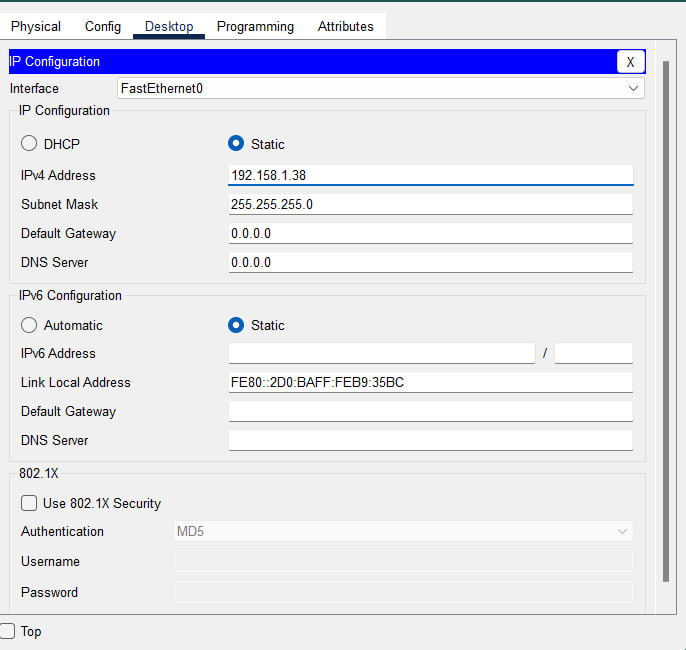 Physical Config Desktop Programming Attributes
IP Configuration X
Interface FastEthernet0
IP Configuration
DHCP Static
IPv4 Address 192.158.1.38
Subnet Mask 255.255.255.0
Default Gateway 0.0.0.0
DNS Server 0.0.0.0
IPv6 Configuration
Automatic Static
IPv6 Address /
Link Local Address FE80::2D0:BAFF:FEB9:35BC
Default Gateway
DNS Server
802.1X
Use 802.1X Security
Authentication MD5
Username
Password
Top